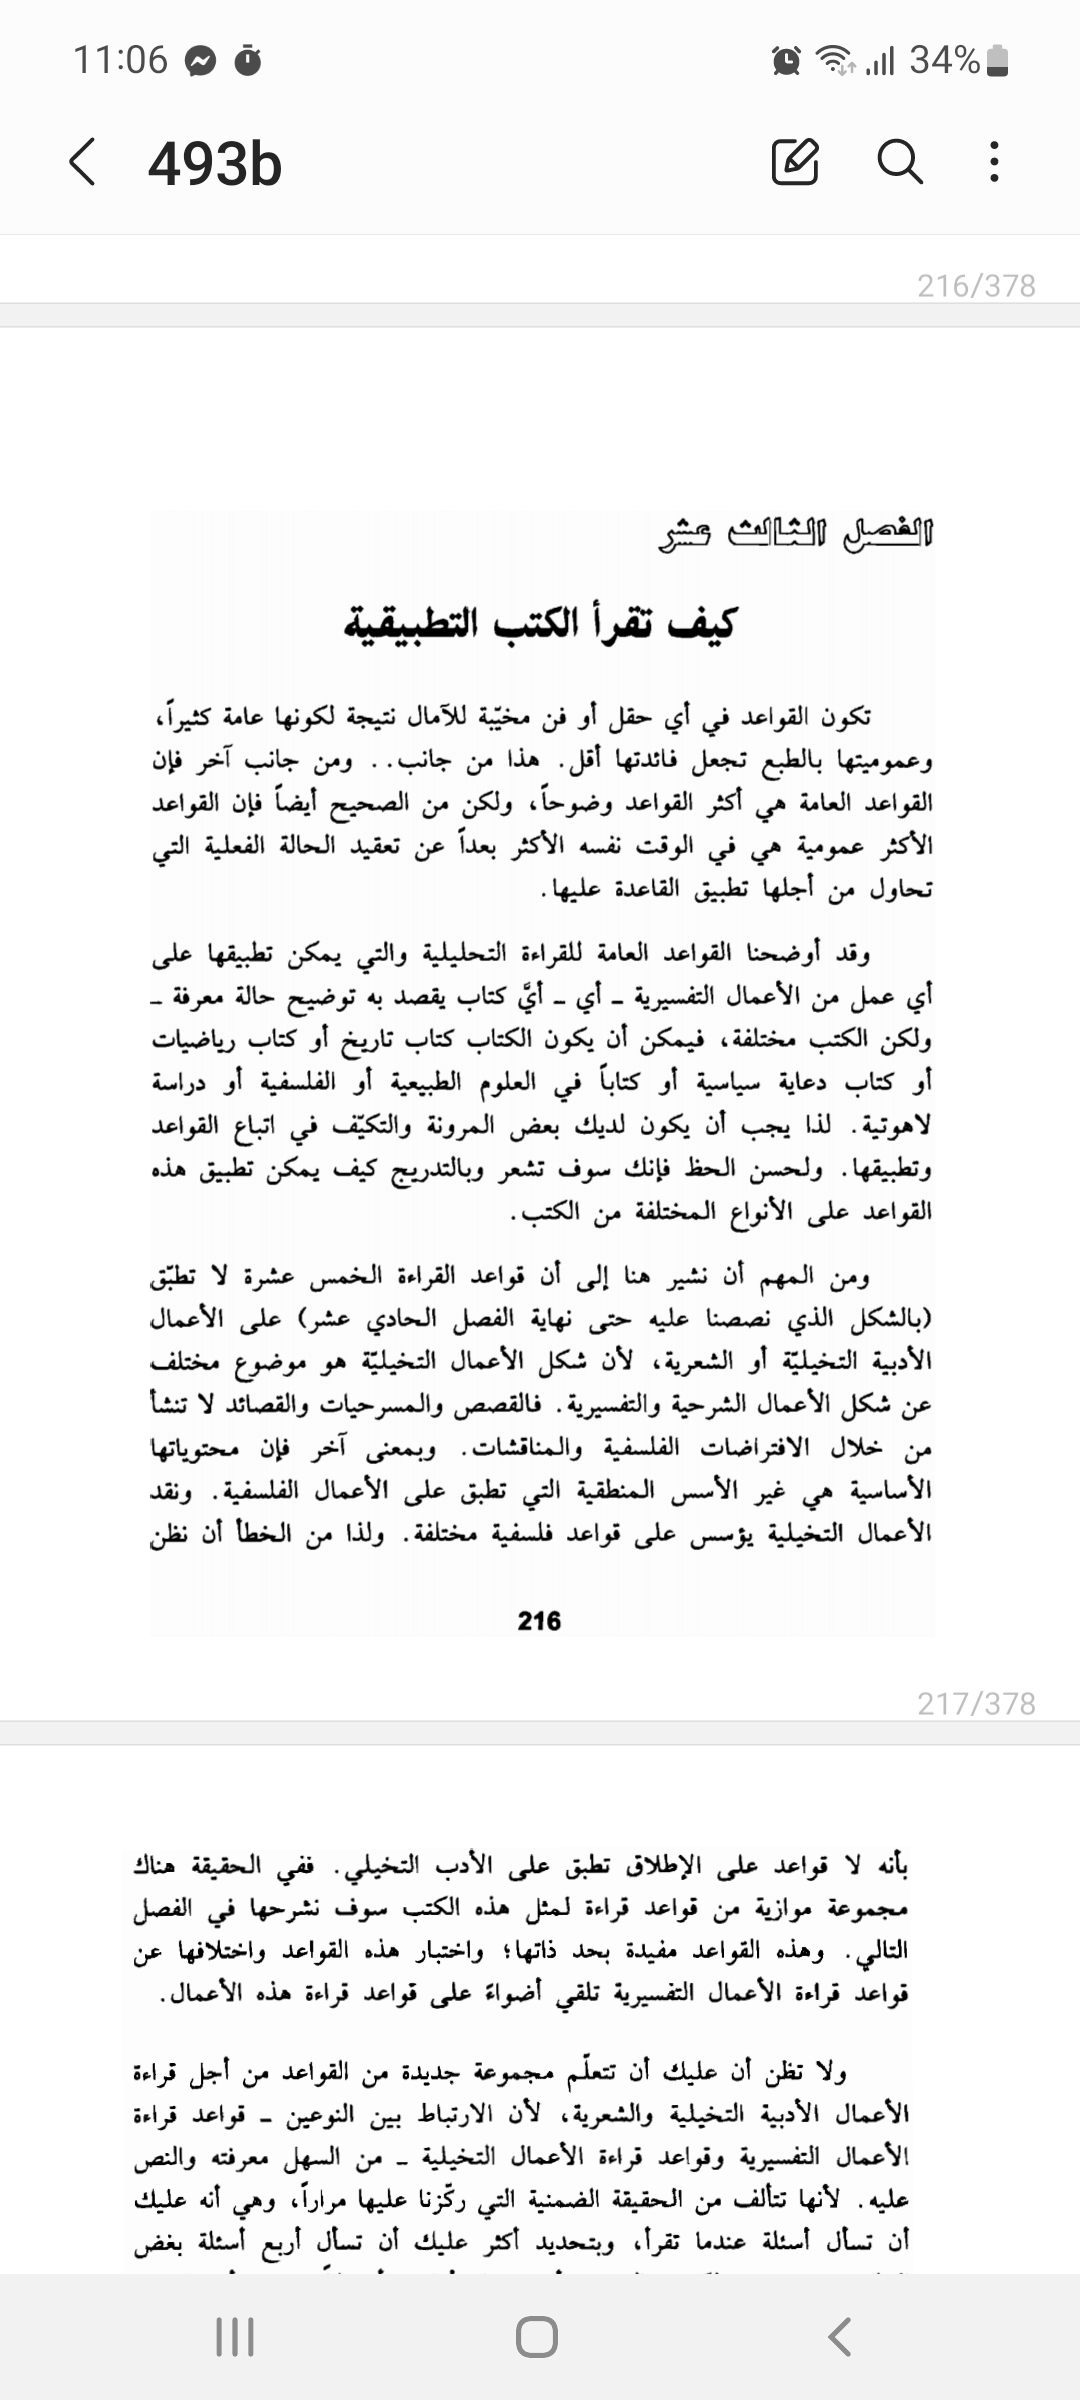 11:06
34%
493b
216/378
الفصل الثالث عشر
كيف تقرأ الكتب التطبيقية
تكون القواعد في أي حقل أو فن مخيّبة للآمال نتيجة لكونها عامة كثيراً،
وعموميتها بالطبع تجعل فائدتها أقل. هذا من جانب.. ومن جانب آخر فإن
القواعد العامة هي أكثر القواعد وضوحاً، ولكن من الصحيح أيضاً فإن القواعد
الأكثر عمومية هي في الوقت نفسه الأكثر بعداً عن تعقيد الحالة الفعلية التي
تحاول من أجلها تطبيق القاعدة عليها.
وقد أوضحنا القواعد العامة للقراءة التحليلية والتي يمكن تطبيقها على
أي عمل من الأعمال التفسيرية ـ أي ـ أيَّ كتاب يقصد به توضيح حالة معرفة ـ
ولكن الكتب مختلفة، فيمكن أن يكون الكتاب كتاب تاريخ أو كتاب رياضيات
أو كتاب دعاية سياسية أو كتاباً في العلوم الطبيعية أو الفلسفية أو دراسة
لاهوتية. لذا يجب أن يكون لديك بعض المرونة والتكيّف في اتباع القواعد
وتطبيقها. ولحسن الحظ فإنك سوف تشعر وبالتدريج كيف يمكن تطبيق هذه
القواعد على الأنواع المختلفة من الكتب.
ومن المهم أن نشير هنا إلى أن قواعد القراءة الخمس عشرة لا تطبّق
(بالشكل الذي نصصنا عليه حتى نهاية الفصل الحادي عشر) على الأعمال
الأدبية التخيليّة أو الشعرية، لأن شكل الأعمال التخيليّة هو موضوع مختلف
عن شكل الأعمال الشرحية والتفسيرية. فالقصص والمسرحيات والقصائد لا تنشأ
من خلال الافتراضات الفلسفية والمناقشات. وبمعنى آخر فإن محتوياتها
الأساسية هي غير الأسس المنطقية التي تطبق على الأعمال الفلسفية. ونقد
الأعمال التخيلية يؤسس على قواعد فلسفية مختلفة. ولذا من الخطأ أن نظن
216
217/378
بأنه لا قواعد على الإطلاق تطبق على الأدب التخيلي. ففي الحقيقة هناك
مجموعة موازية من قواعد قراءة لمثل هذه الكتب سوف نشرحها في الفصل
التالي. وهذه القواعد مفيدة بحد ذاتها؛ واختبار هذه القواعد واختلافها عن
قواعد قراءة الأعمال التفسيرية تلقي أضواءً على قواعد قراءة هذه الأعمال.
ولا تظن أن عليك أن تتعلّم مجموعة جديدة من القواعد من أجل قراءة
الأعمال الأدبية التخيلية والشعرية، لأن الارتباط بين النوعين ـ قواعد قراءة
الأعمال التفسيرية وقواعد قراءة الأعمال التخيلية ـ من السهل معرفته والنص
عليه. لأنها تتألف من الحقيقة الضمنية التي ركّزنا عليها مراراً، وهي أنه عليك
أن تسأل أسئلة عندما تقرأ، وبتحديد أكثر عليك أن تسأل أربع أسئلة بغض